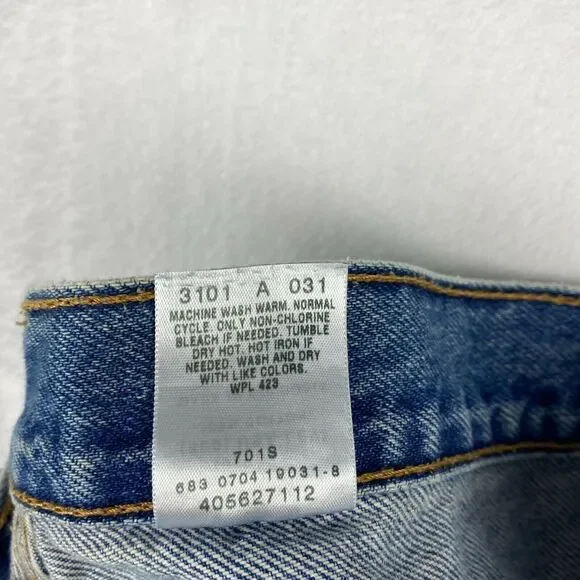 3101 A 031
MACHINE WASH WARM. NORMAL
CYCLE. ONLY NON-CHLORINE
BLEACH IF NEEDED. TUMBLE
DRY HOT. HOT IRON IF
NEEDED. WASH AND DRY
WITH LIKE COLORS.
WPL 423
701S
683 0704 19031-8
405627112